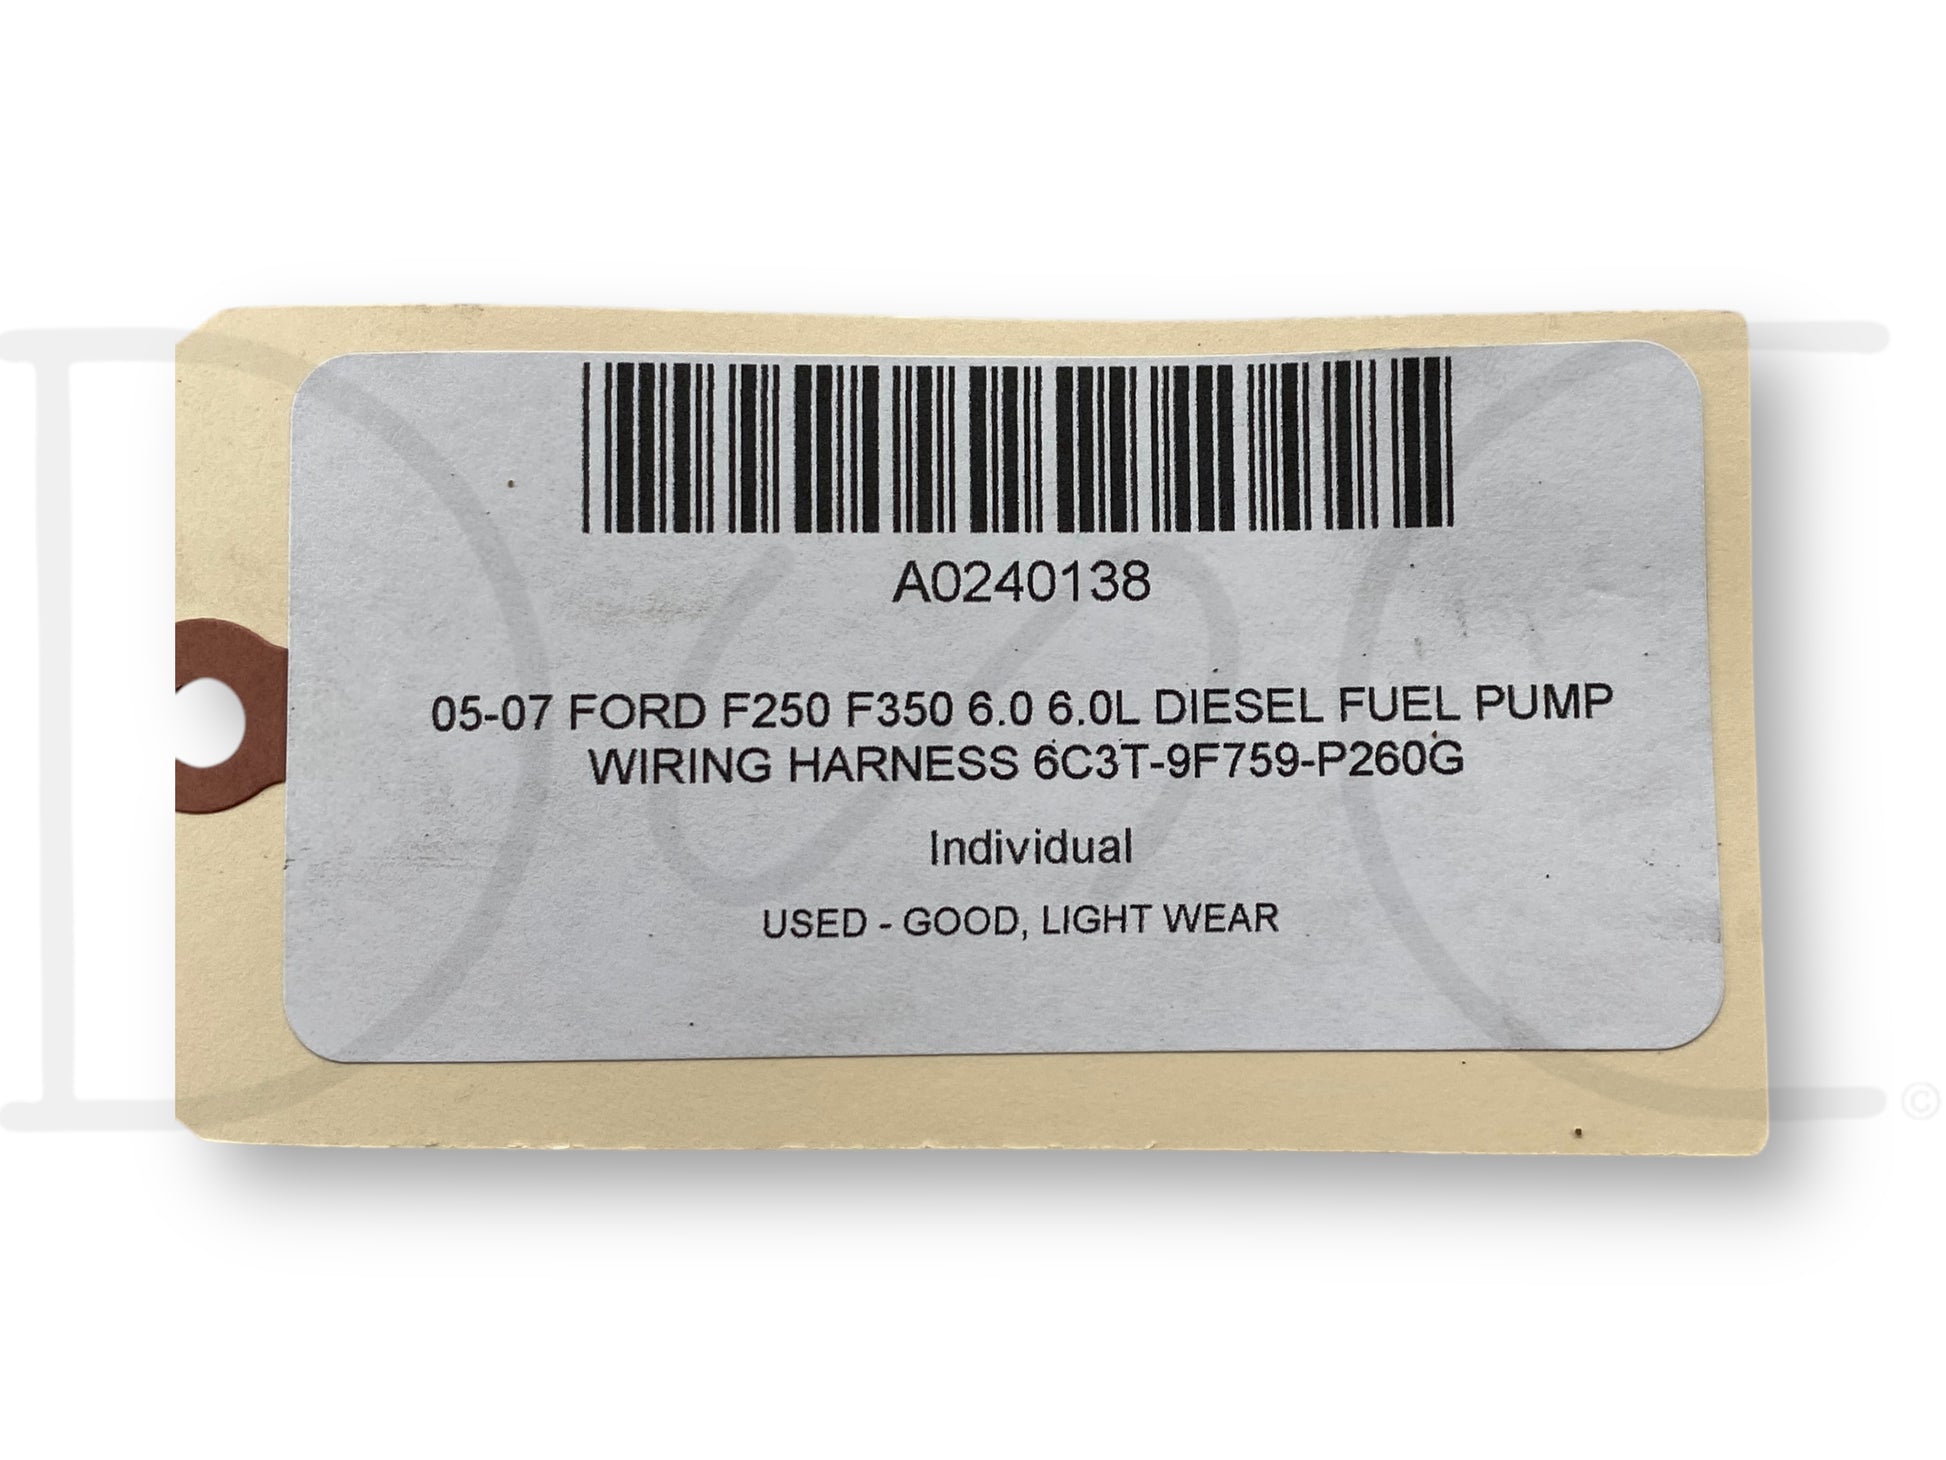 A0240138
05-07 FORD F250 F350 6.0 6.0L DIESEL FUEL PUMP
WIRING HARNESS 6C3T-9F759-P260G
Individual
USED - GOOD, LIGHT WEAR
©